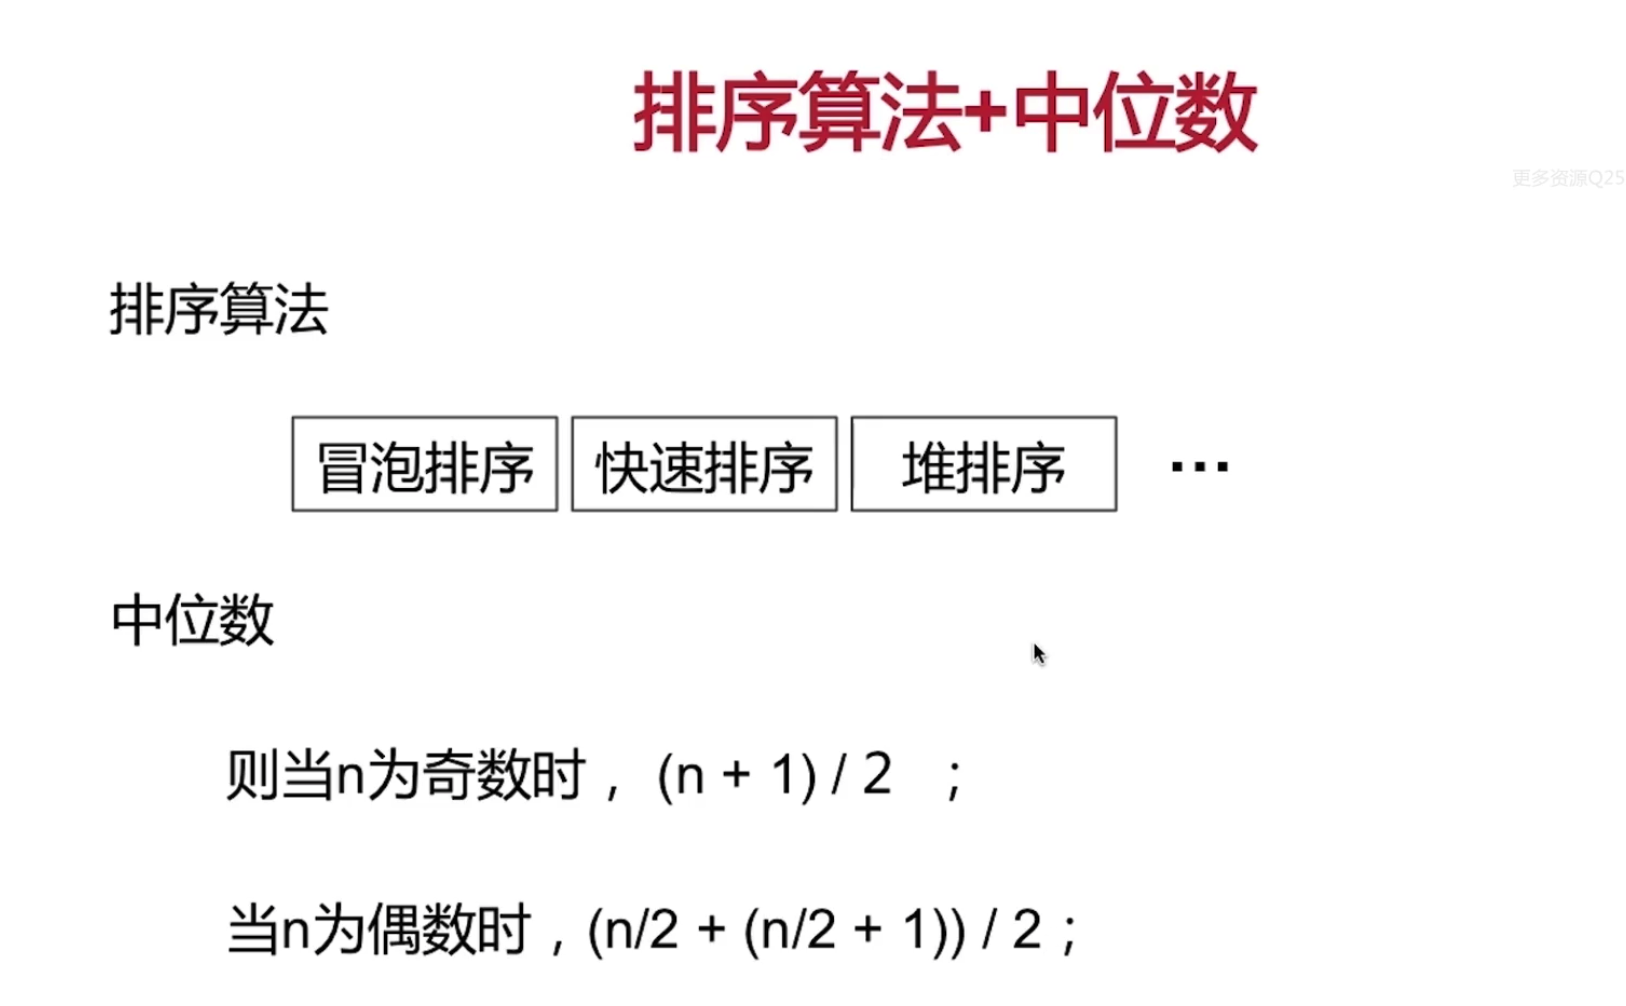 排序算法+中位数
更多资源Q25
排序算法
冒泡排序 快速排序 堆排序 ...
中位数
则当n为奇数时，(n + 1) / 2 ；
当n为偶数时，(n/2 + (n/2 + 1)) / 2；